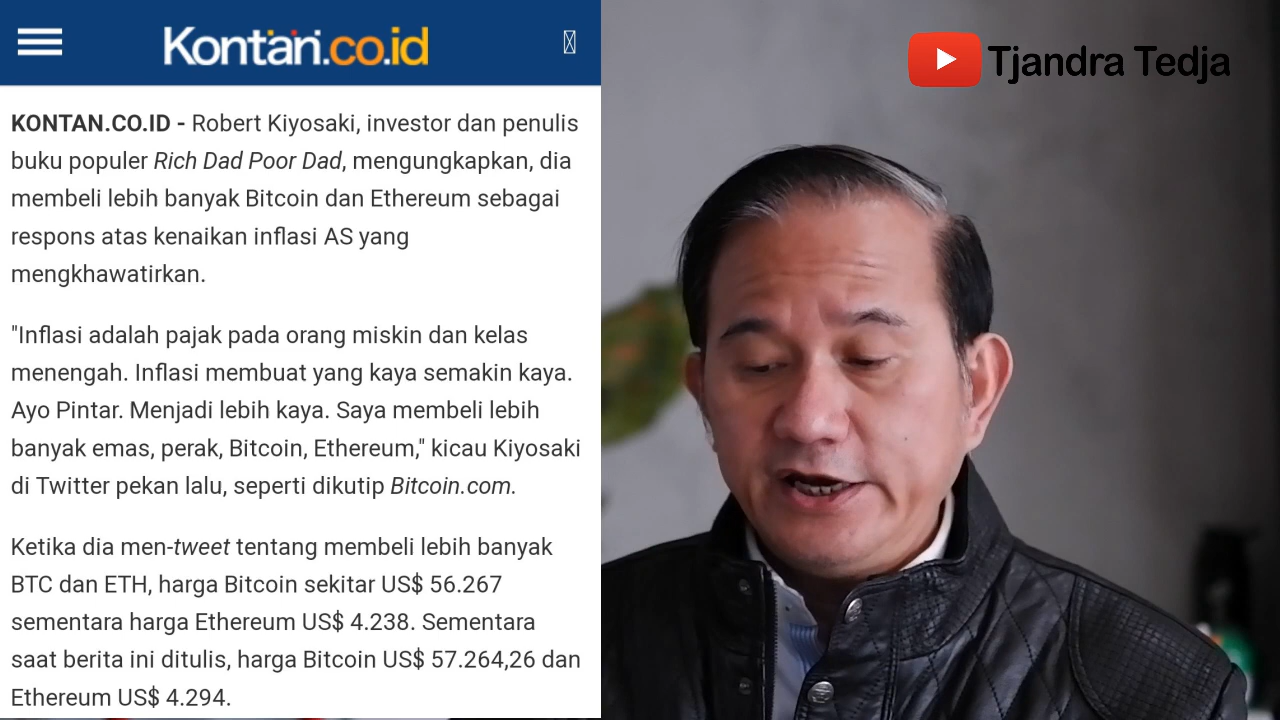 Kontan.co.id
Tjandra Tedja
KONTAN.CO.ID - Robert Kiyosaki, investor dan penulis
buku populer Rich Dad Poor Dad, mengungkapkan, dia
membeli lebih banyak Bitcoin dan Ethereum sebagai
respons atas kenaikan inflasi AS yang
mengkhawatirkan.
"Inflasi adalah pajak pada orang miskin dan kelas
menengah. Inflasi membuat yang kaya semakin kaya.
Ayo Pintar. Menjadi lebih kaya. Saya membeli lebih
banyak emas, perak, Bitcoin, Ethereum," kicau Kiyosaki
di Twitter pekan lalu, seperti dikutip Bitcoin.com.
Ketika dia men-tweet tentang membeli lebih banyak
BTC dan ETH, harga Bitcoin sekitar US$ 56.267
sementara harga Ethereum US$ 4.238. Sementara
saat berita ini ditulis, harga Bitcoin US$ 57.264,26 dan
Ethereum US$ 4.294.